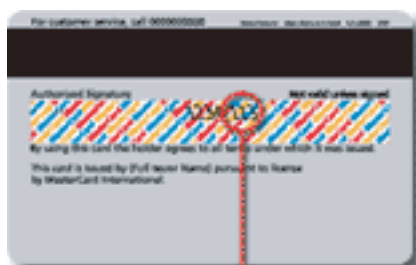 For customer service, call 0000000000
Authorized Signature Not valid unless signed
1234 123
By using this card the holder agrees to all terms under which it was issued.
This card is issued by (Full Issuer Name) pursuant to license
by MasterCard International.